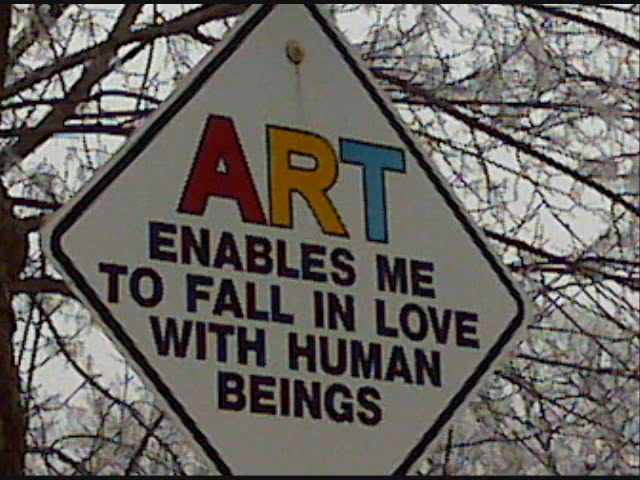 ART
ENABLES ME
TO FALL IN LOVE
WITH HUMAN
BEINGS